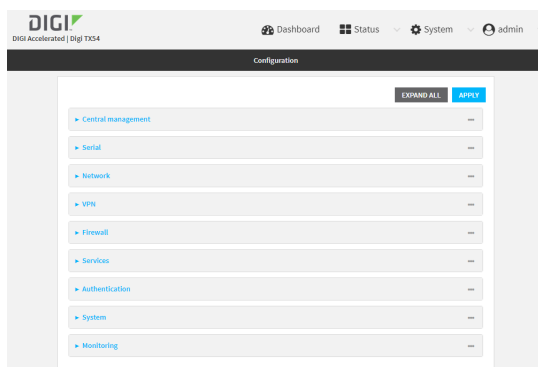 DIGI
DIGI Accelerated | Digi TX54
Dashboard Status System admin
Configuration
EXPAND ALL APPLY
Central management
Serial
Network
VPN
Firewall
Services
Authentication
System
Monitoring